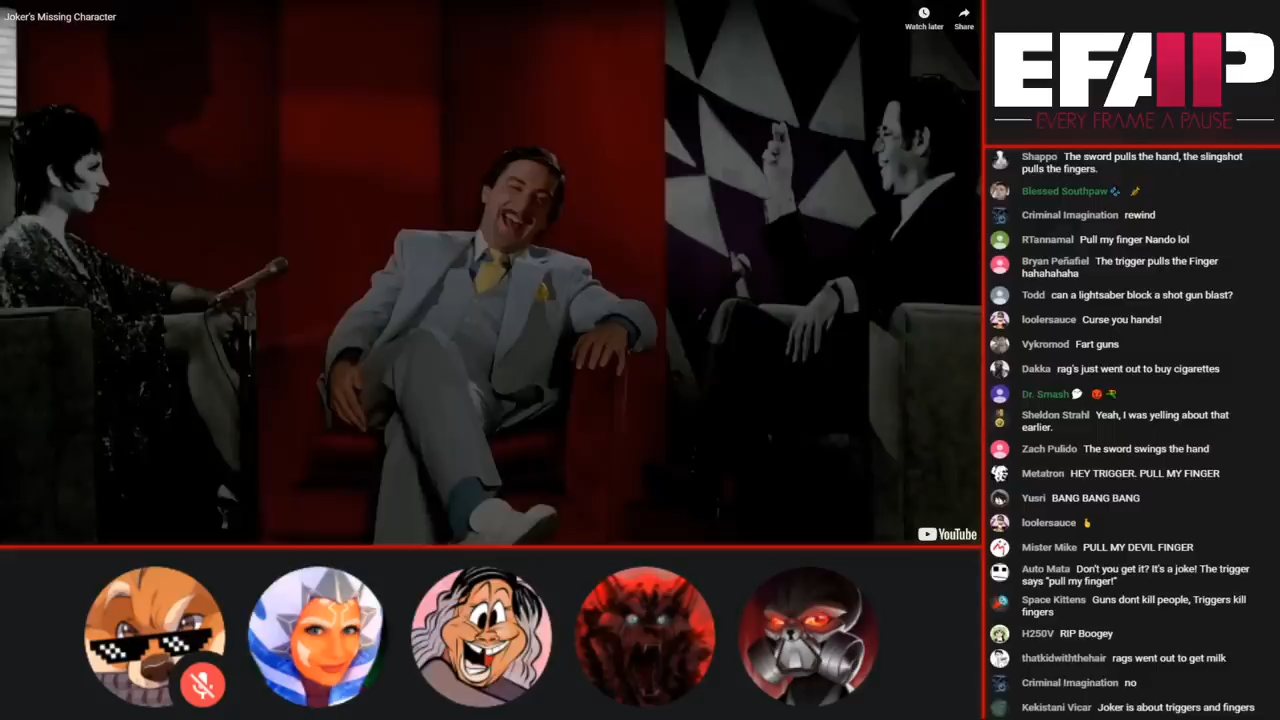 Joker's Missing Character
Watch later
Share
YouTube
EFAP
EVERY FRAME A PAUSE
Shappo The sword pulls the hand, the slingshot
pulls the fingers.
Blessed Southpaw
Criminal Imagination rewind
RTannamal Pull my finger Nando lol
Bryan Peñafiel The trigger pulls the Finger
hahahahaha
Todd can a lightsaber block a shot gun blast?
loolersauce Curse you hands!
Vykromod Fart guns
Dakka rag's just went out to buy cigarettes
Dr. Smash
Sheldon Strahl Yeah, I was yelling about that
earlier.
Zach Pulido The sword swings the hand
Metatron HEY TRIGGER. PULL MY FINGER
Yusri BANG BANG BANG
loolersauce
Mister Mike PULL MY DEVIL FINGER
Auto Mata Don't you get it? It's a joke! The trigger
says "pull my finger!"
Space Kittens Guns dont kill people, Triggers kill
fingers
H250V RIP Boogey
thatkidwiththehair rags went out to get milk
Criminal Imagination no
Kekistani Vicar Joker is about triggers and fingers